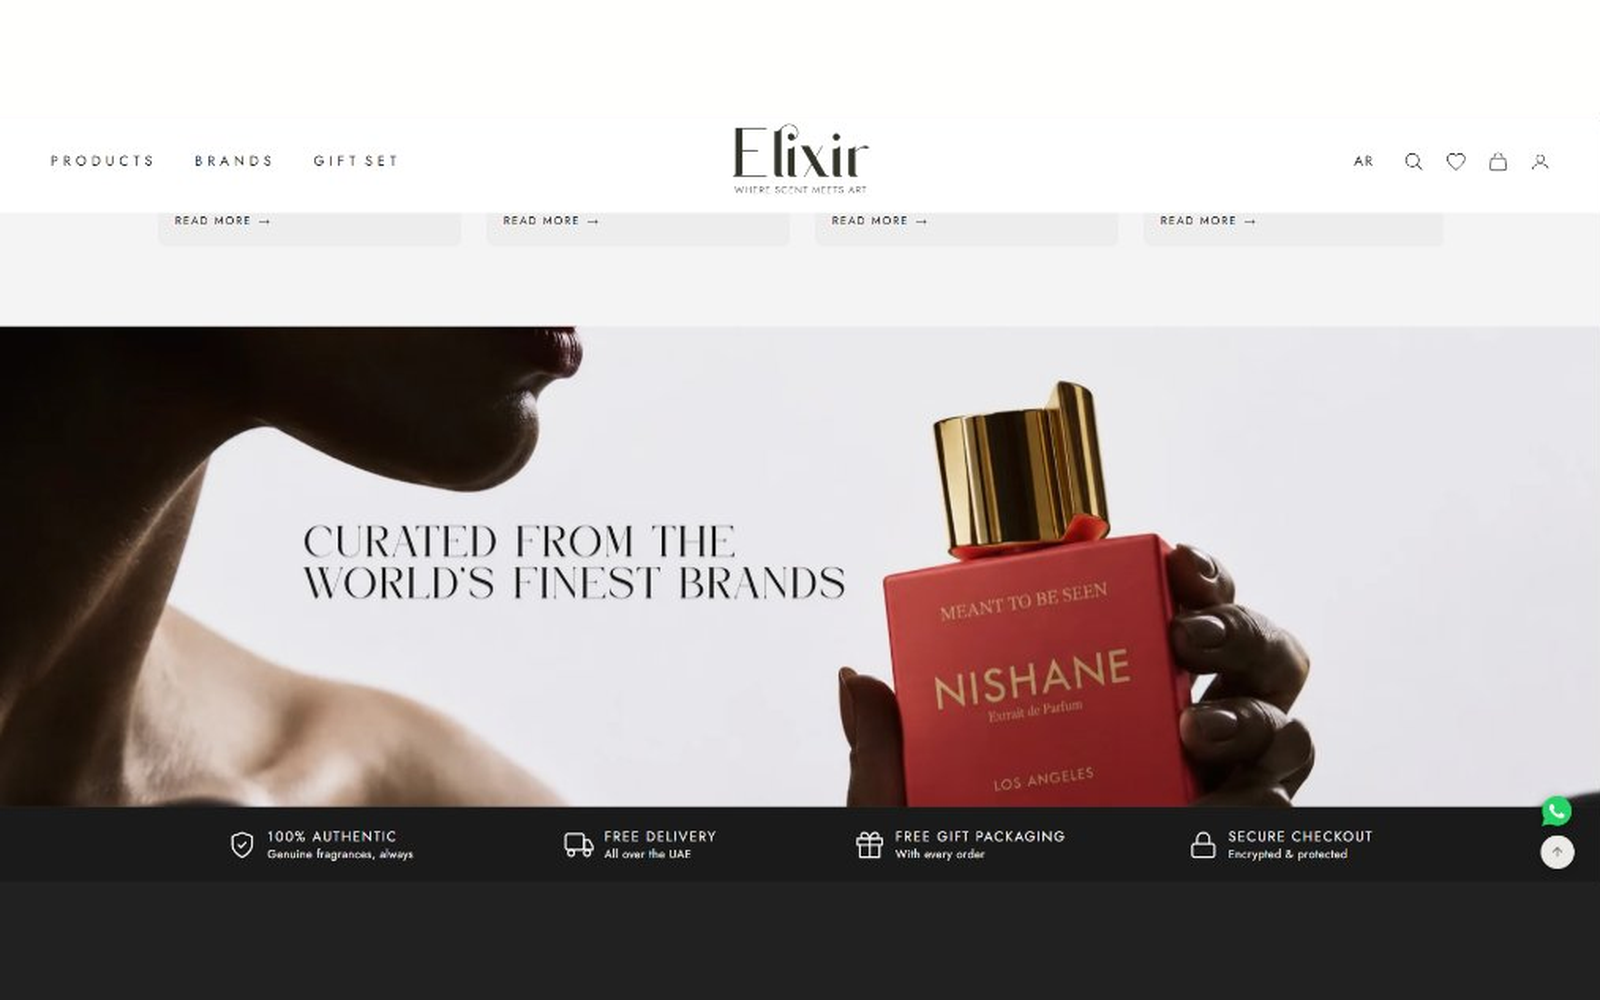 PRODUCTS
BRANDS
GIFT SET
Elixir
WHERE SCENT MEETS ART
AR
READ MORE →
READ MORE →
READ MORE →
READ MORE →
CURATED FROM THE
WORLD'S FINEST BRANDS
MEANT TO BE SEEN
NISHANE
Extrait de Parfum
LOS ANGELES
100% AUTHENTIC
Genuine fragrances, always
FREE DELIVERY
All over the UAE
FREE GIFT PACKAGING
With every order
SECURE CHECKOUT
Encrypted & protected